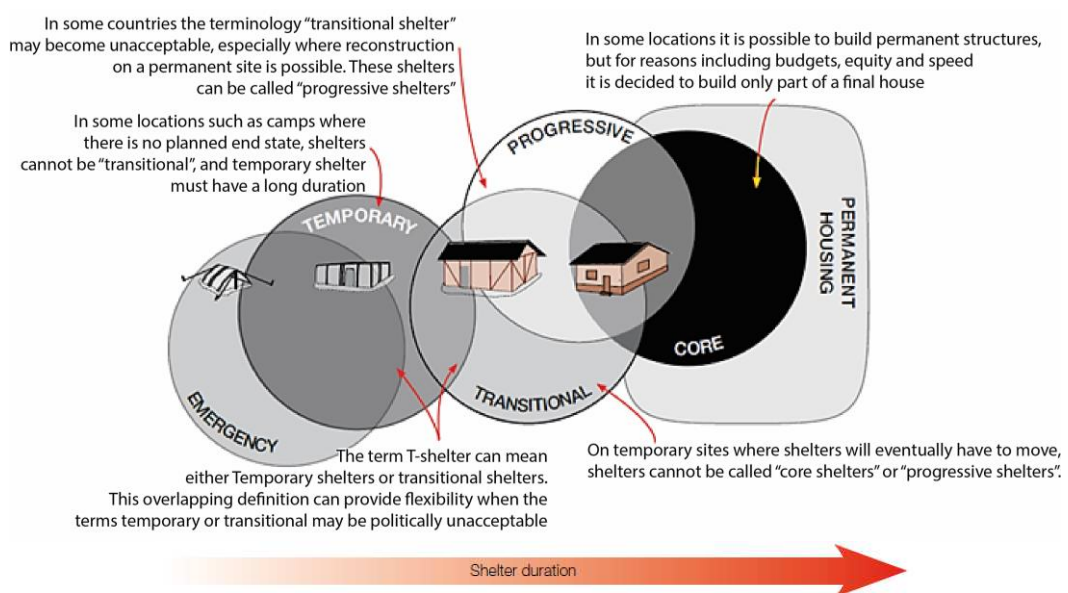 In some countries the terminology “transitional shelter”
may become unacceptable, especially where reconstruction
on a permanent site is possible. These shelters
can be called “progressive shelters”
In some locations it is possible to build permanent structures,
but for reasons including budgets, equity and speed
it is decided to build only part of a final house
In some locations such as camps where
there is no planned end state, shelters
cannot be “transitional”, and temporary shelter
must have a long duration
PROGRESSIVE
TEMPORARY
PERMANENT
HOUSING
CORE
TRANSITIONAL
EMERGENCY
The term T-shelter can mean
either Temporary shelters or transitional shelters.
This overlapping definition can provide flexibility when the
terms temporary or transitional may be politically unacceptable
On temporary sites where shelters will eventually have to move,
shelters cannot be called “core shelters” or “progressive shelters”.
Shelter duration